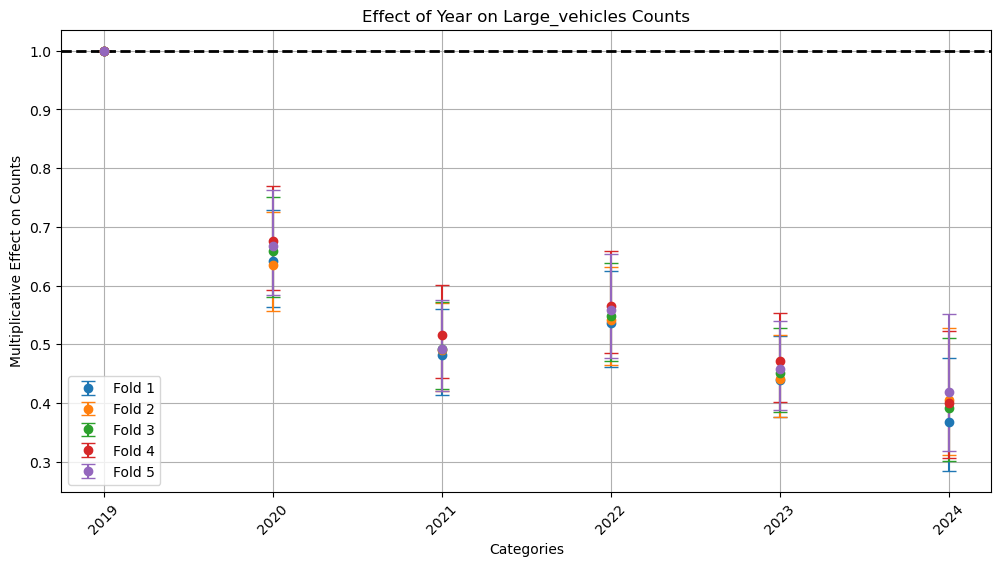 Effect of Year on Large_vehicles Counts
Multiplicative Effect on Counts
1.0
0.9
0.8
0.7
0.6
0.5
0.4
0.3
Fold 1
Fold 2
Fold 3
Fold 4
Fold 5
2019
2020
2021
2022
2023
2024
Categories